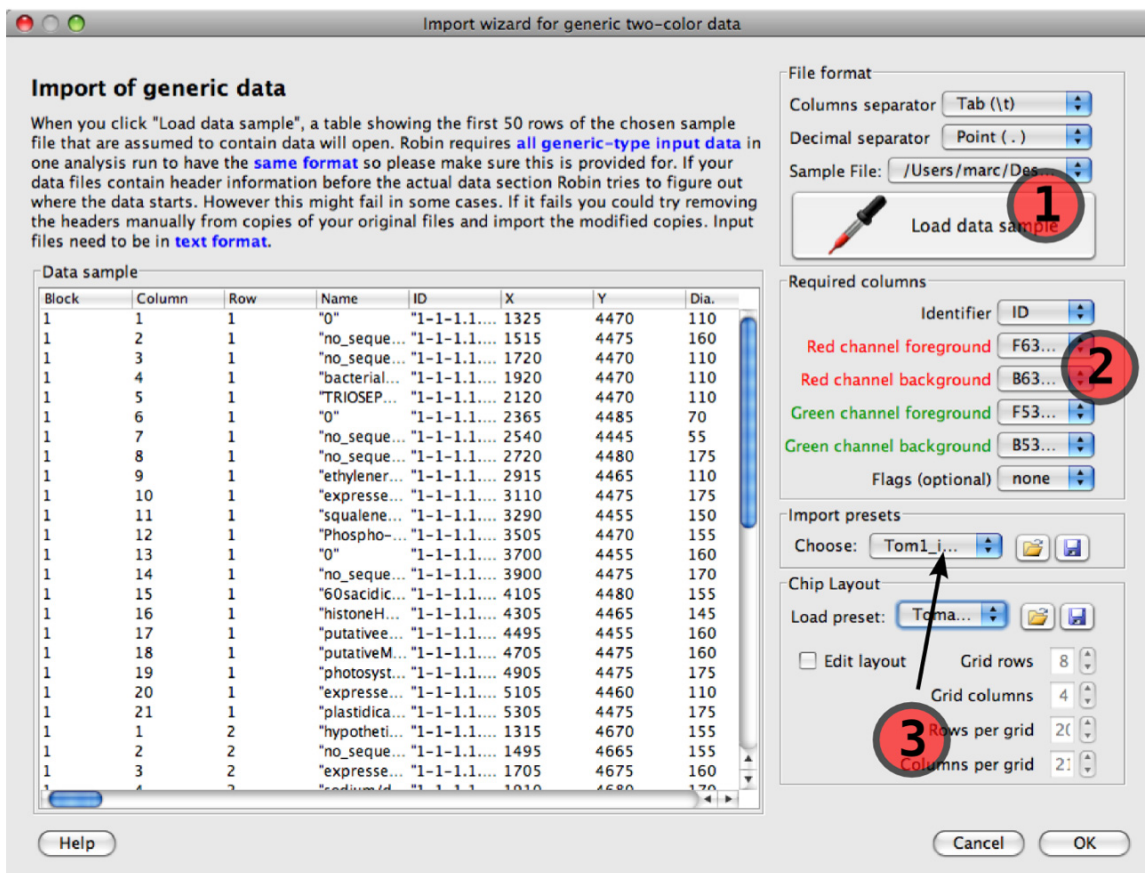 Import wizard for generic two-color data
Import of generic data
When you click "Load data sample", a table showing the first 50 rows of the chosen sample
file that are assumed to contain data will open. Robin requires all generic-type input data in
one analysis run to have the same format so please make sure this is provided for. If your
data files contain header information before the actual data section Robin tries to figure out
where the data starts. However this might fail in some cases. If it fails you could try removing
the headers manually from copies of your original files and import the modified copies. Input
files need to be in text format.
Data sample
Block Column Row Name ID X Y Dia.
1 1 1 "0" "1-1-1.1.... 1325 4470 110
1 2 1 "no_seque... "1-1-1.1.... 1515 4475 160
1 3 1 "no_seque... "1-1-1.1.... 1720 4470 110
1 4 1 "bacterial... "1-1-1.1.... 1920 4470 110
1 5 1 "TRIOSEP... "1-1-1.1.... 2120 4470 110
1 6 1 "0" "1-1-1.1.... 2365 4485 70
1 7 1 "no_seque... "1-1-1.1.... 2540 4445 55
1 8 1 "no_seque... "1-1-1.1.... 2720 4480 175
1 9 1 "ethylener... "1-1-1.1.... 2915 4465 110
1 10 1 "expresse... "1-1-1.1.... 3110 4475 175
1 11 1 "squalene... "1-1-1.1.... 3290 4455 150
1 12 1 "Phospho-... "1-1-1.1.... 3505 4470 155
1 13 1 "0" "1-1-1.1.... 3700 4455 160
1 14 1 "no_seque... "1-1-1.1.... 3900 4475 170
1 15 1 "60sacidic... "1-1-1.1.... 4105 4480 155
1 16 1 "histoneH... "1-1-1.1.... 4305 4465 145
1 17 1 "putativee... "1-1-1.1.... 4495 4455 160
1 18 1 "putativeM... "1-1-1.1.... 4705 4475 160
1 19 1 "photosyst... "1-1-1.1.... 4905 4475 175
1 20 1 "expresse... "1-1-1.1.... 5105 4460 110
1 21 1 "plastidica... "1-1-1.1.... 5305 4475 175
1 1 2 "hypotheti... "1-1-1.1.... 1315 4670 155
1 2 2 "no_seque... "1-1-1.1.... 1495 4665 155
1 3 2 "expresse... "1-1-1.1.... 1705 4675 160
Help
File format
Columns separator Tab (\t)
Decimal separator Point ( . )
Sample File: /Users/marc/Des...
1
Load data sample
Required columns
Identifier ID
Red channel foreground F63...
2
Red channel background B63...
Green channel foreground F53...
Green channel background B53...
Flags (optional) none
Import presets
Choose: Tom1_i...
Chip Layout
Load preset: Toma...
Edit layout Grid rows 8
Grid columns 4
3
Rows per grid 20
Columns per grid 21
Cancel OK